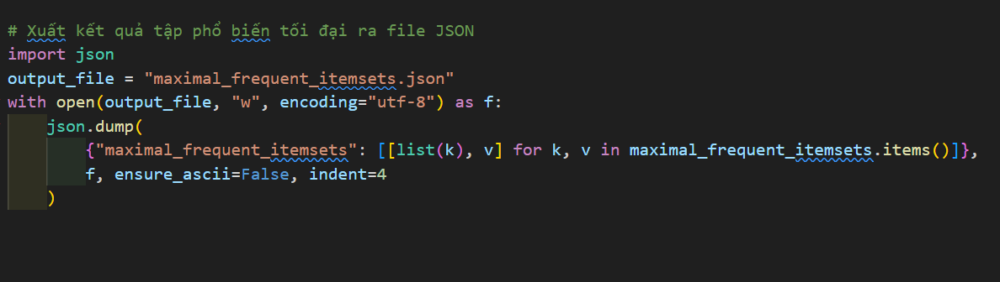 # Xuất kết quả tập phổ biến tối đại ra file JSON
import json
output_file = "maximal_frequent_itemsets.json"
with open(output_file, "w", encoding="utf-8") as f:
    json.dump(
        {"maximal_frequent_itemsets": [[list(k), v] for k, v in maximal_frequent_itemsets.items()]},
        f, ensure_ascii=False, indent=4
    )